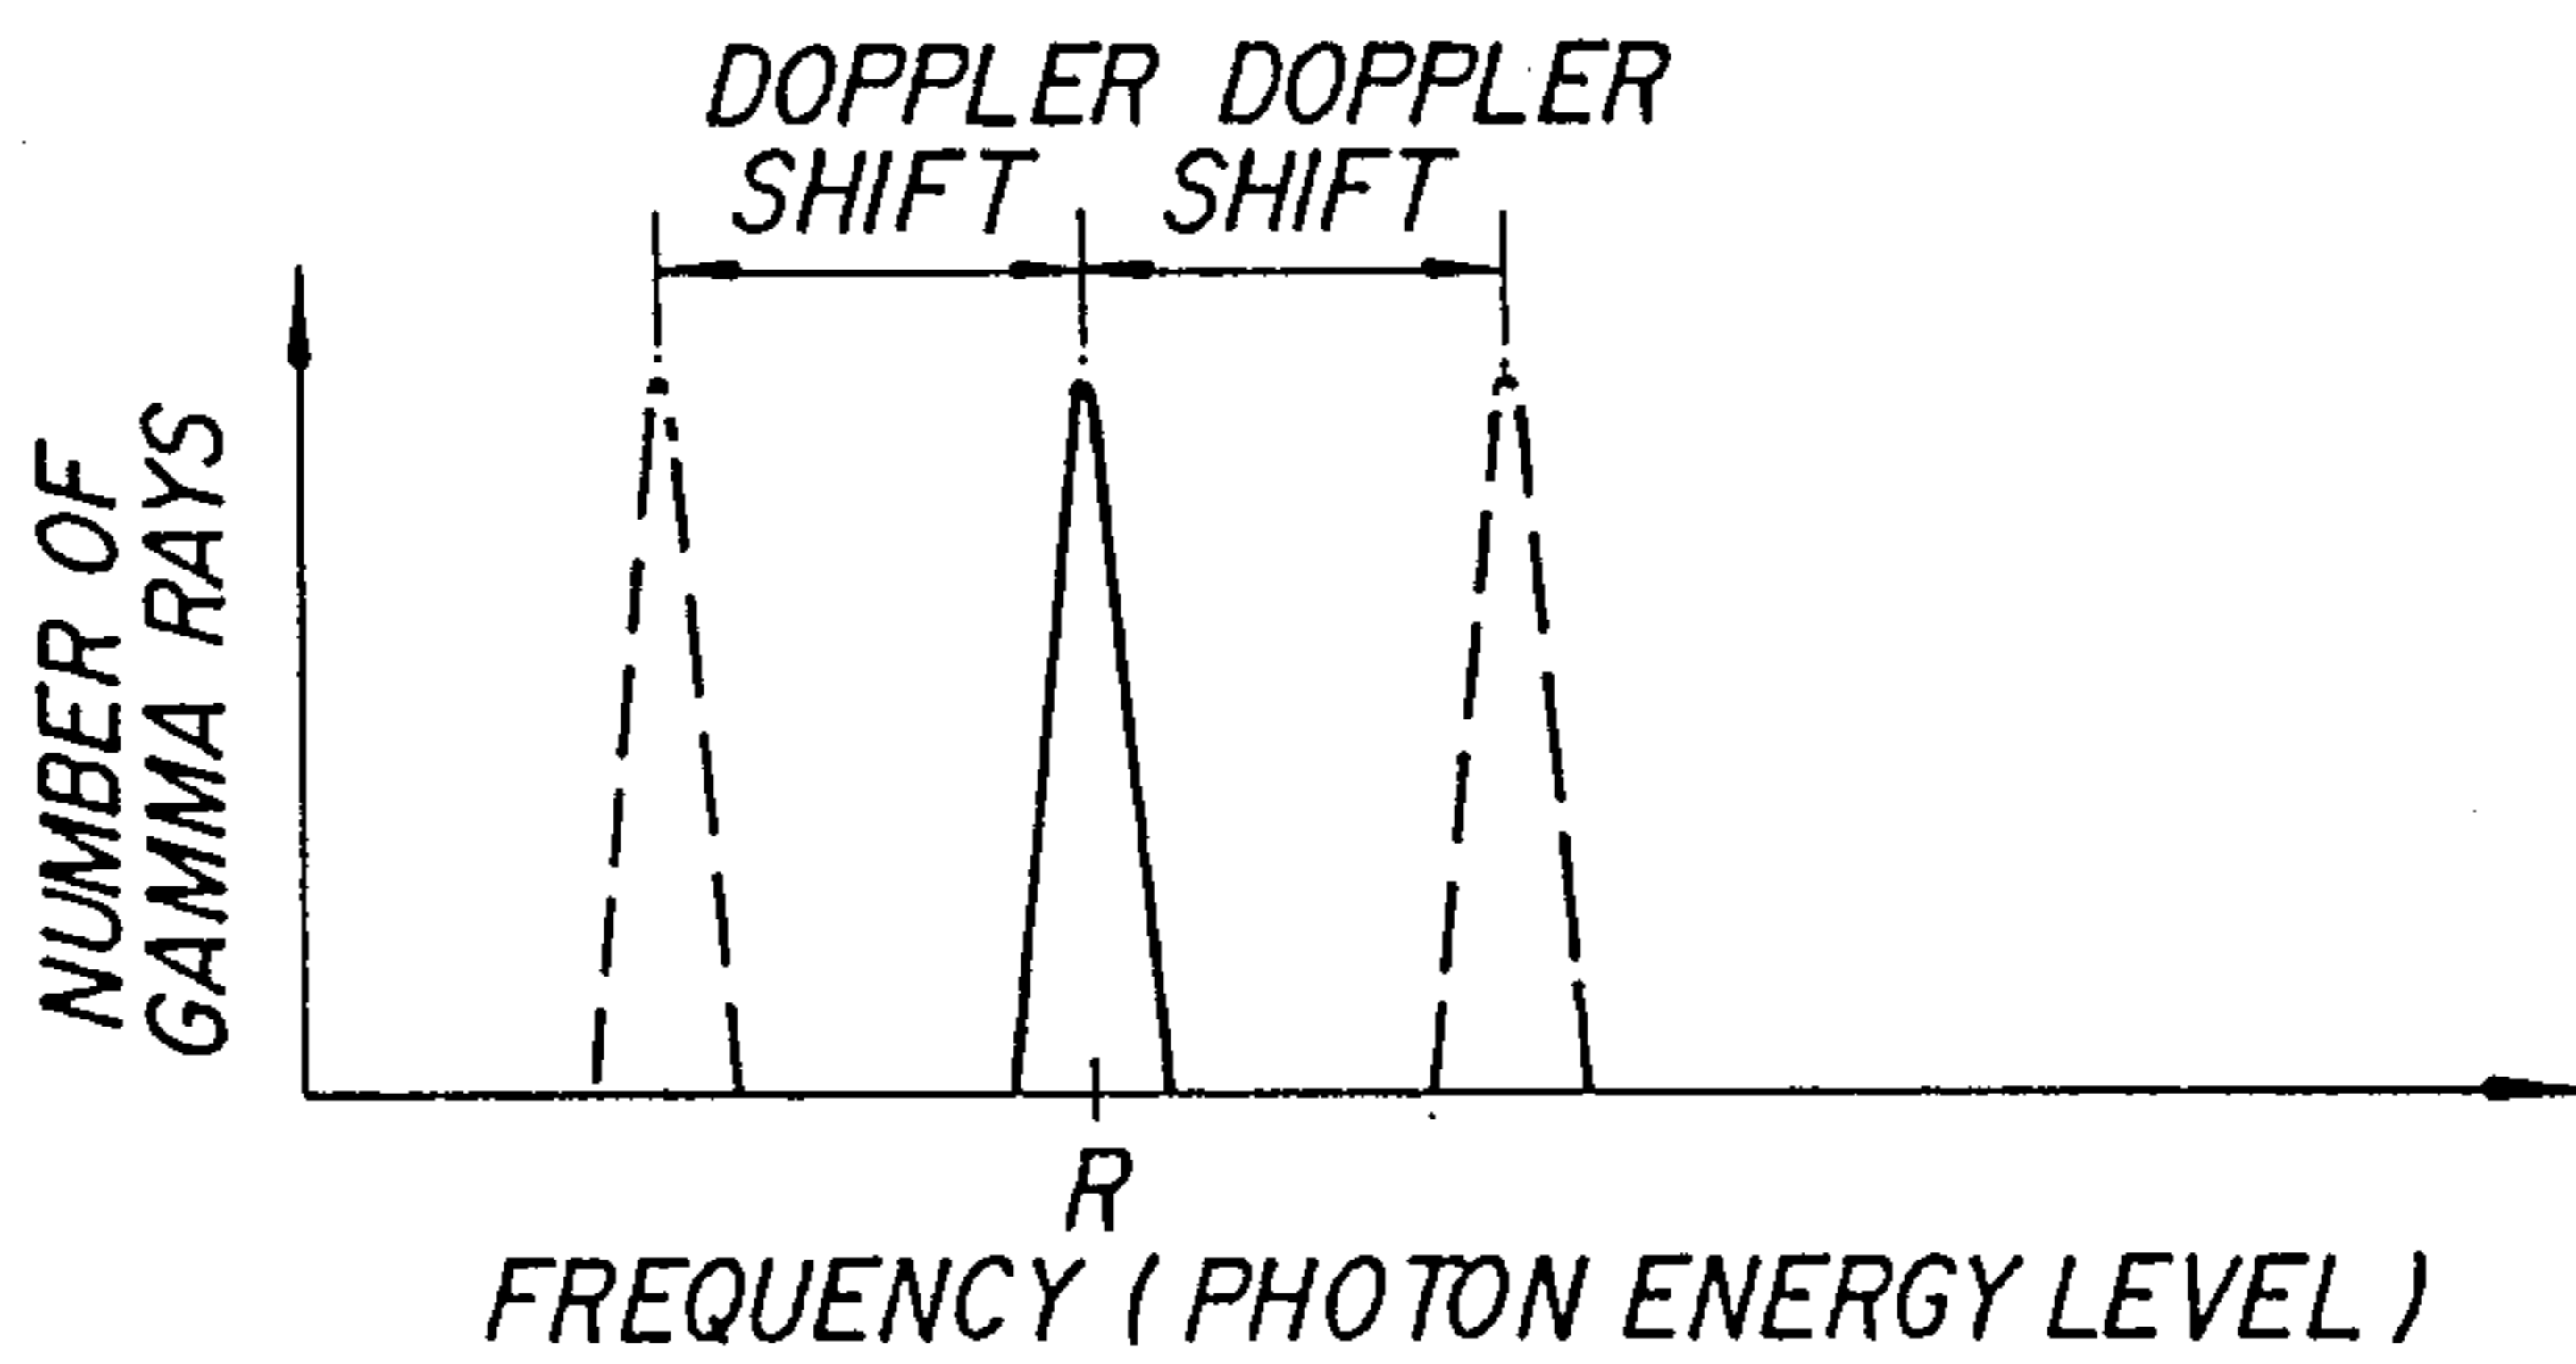 DOPPLER DOPPLER
SHIFT SHIFT
NUMBER OF
GAMMA RAYS
R
FREQUENCY (PHOTON ENERGY LEVEL)